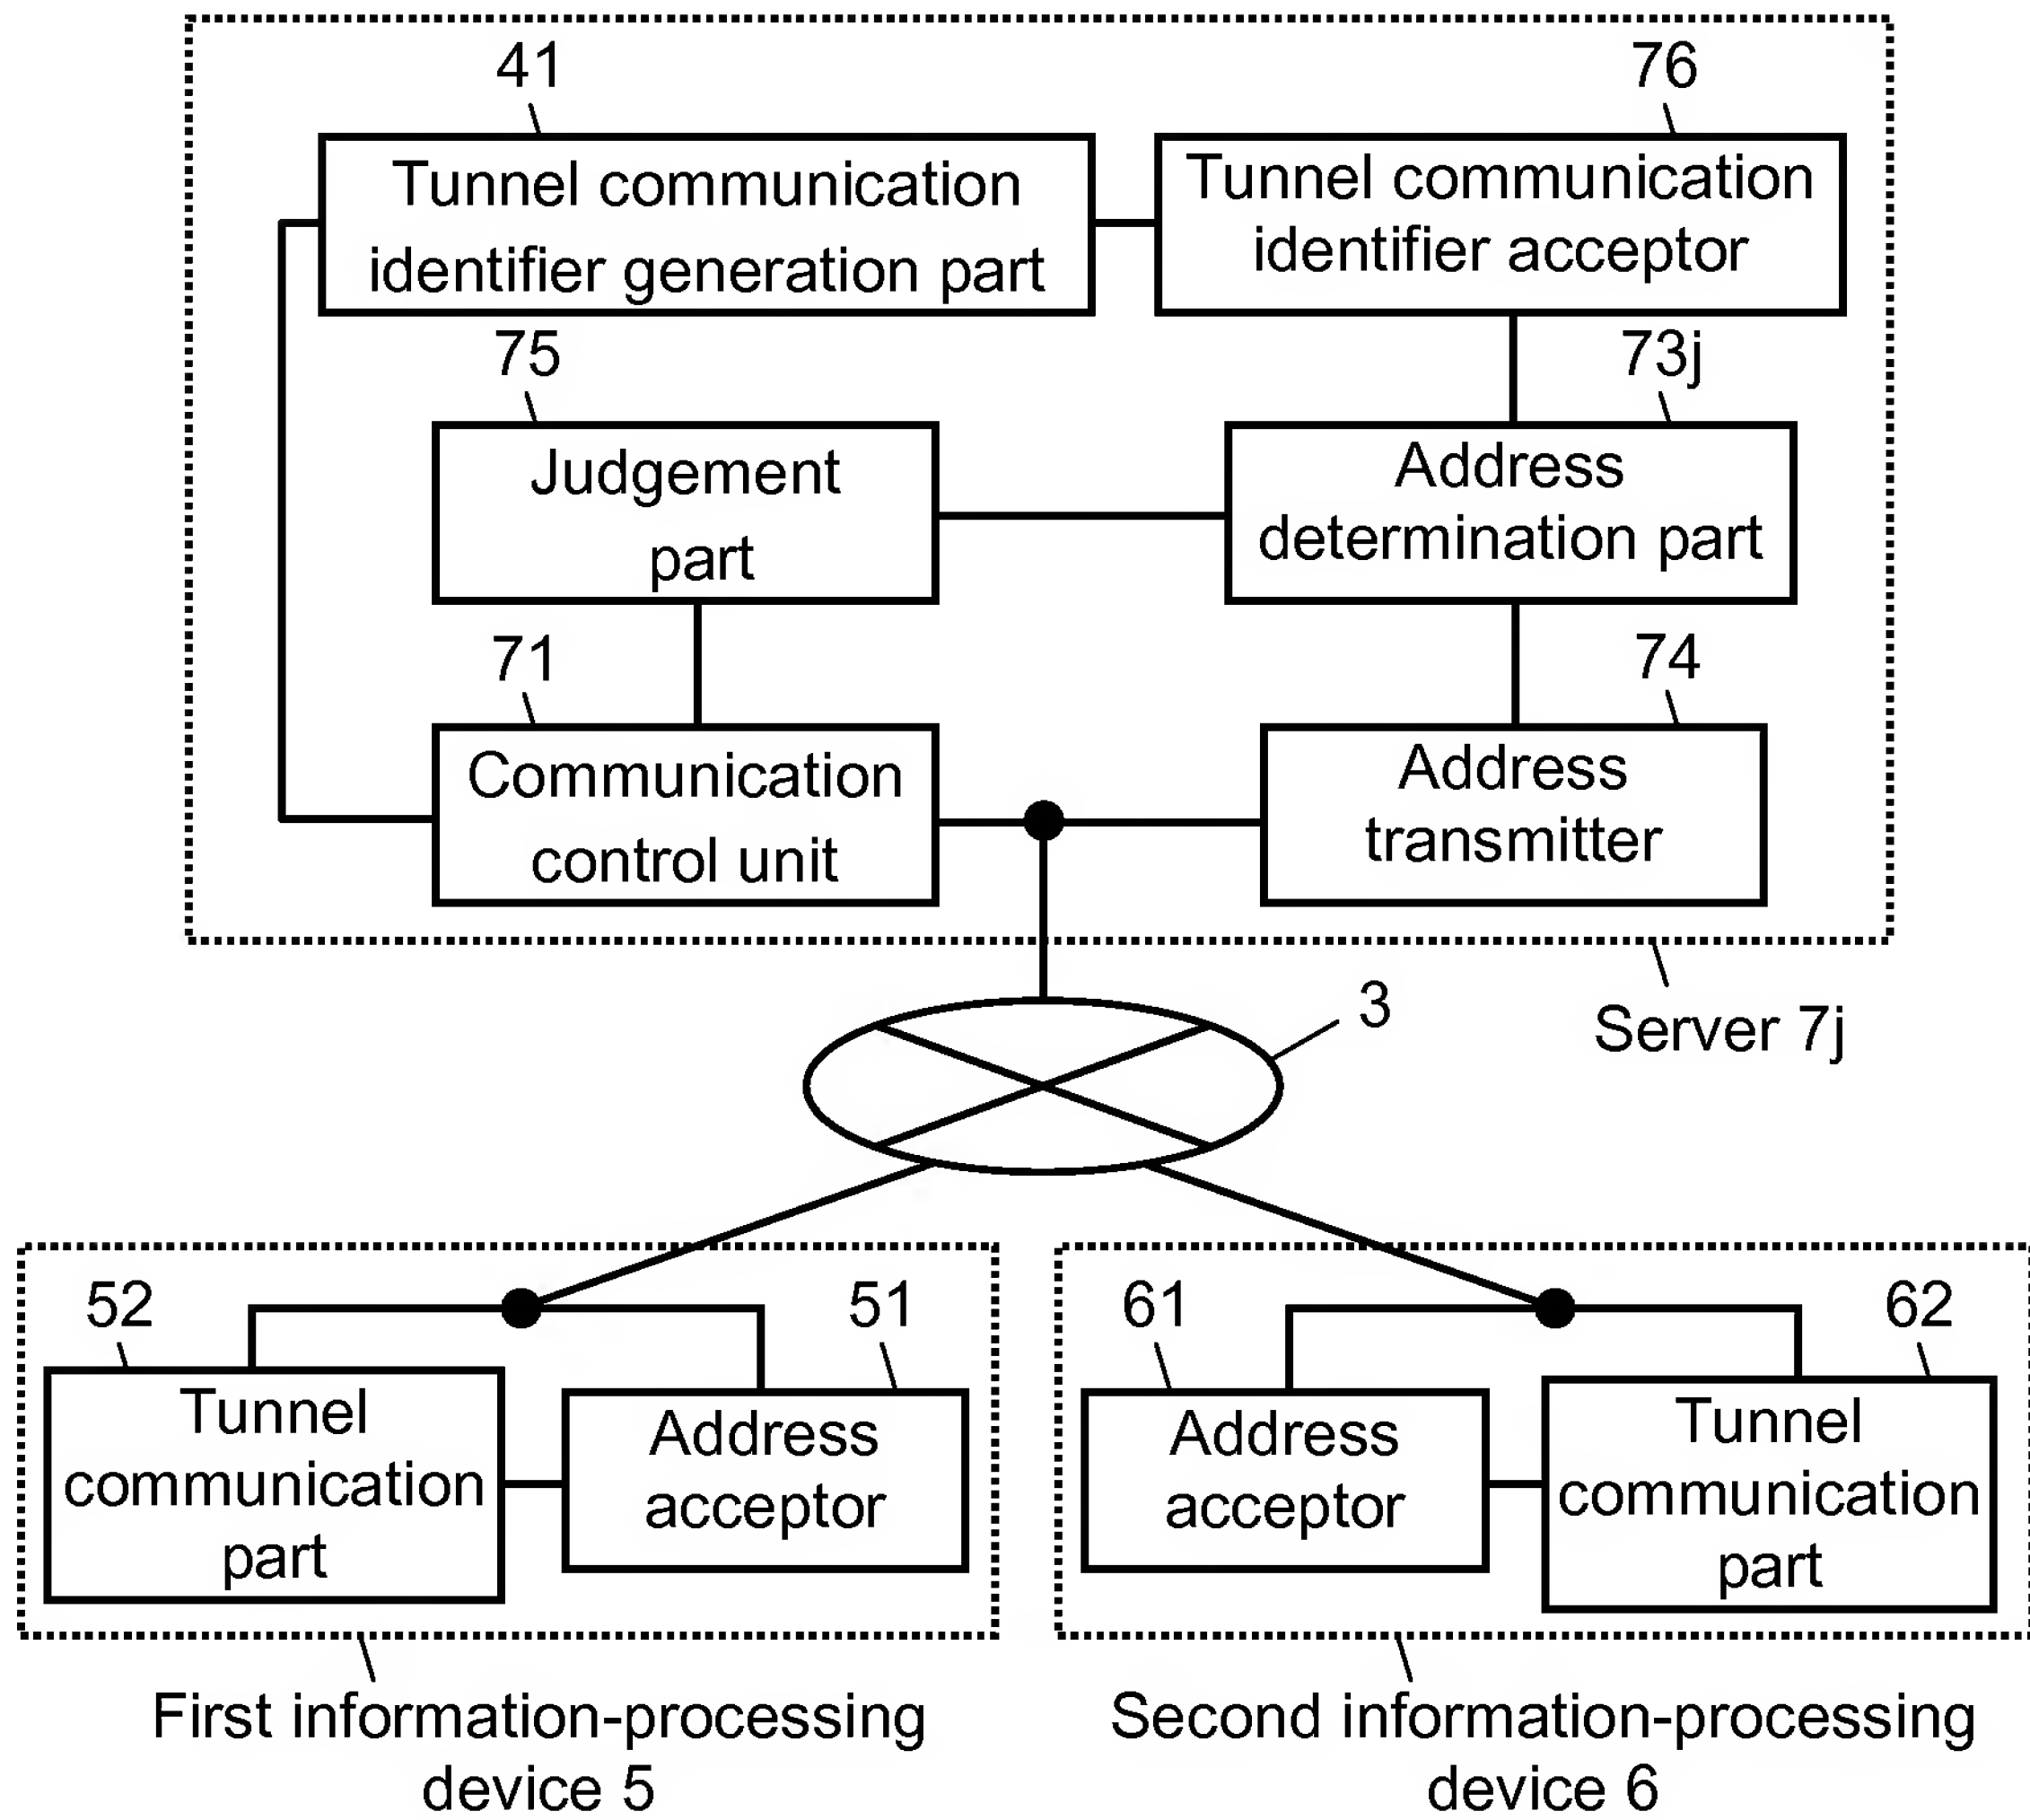 41
76
Tunnel communication
identifier generation part
Tunnel communication
identifier acceptor
75
73j
Judgement
part
Address
determination part
71
74
Communication
control unit
Address
transmitter
3
Server 7j
52
51
61
62
Tunnel
communication
part
Address
acceptor
Address
acceptor
Tunnel
communication
part
First information-processing
device 5
Second information-processing
device 6